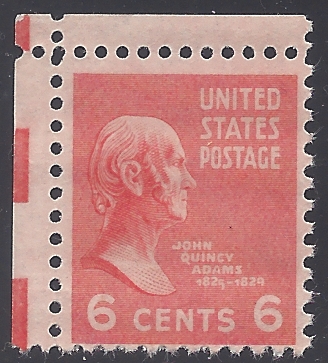 UNITED
STATES
POSTAGE
JOHN
QUINCY
ADAMS
1825-1829
6 CENTS 6